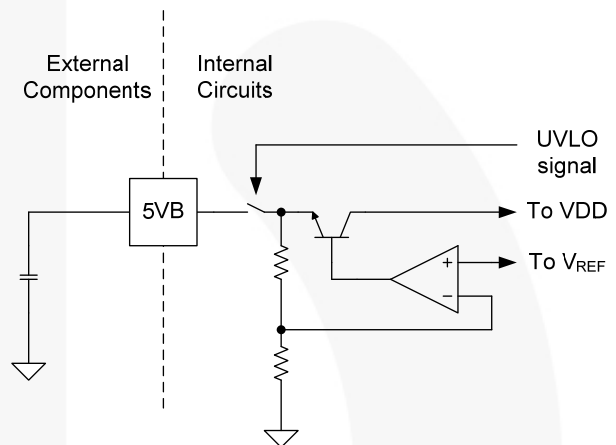 External
Components
Internal
Circuits
UVLO
signal
5VB
To VDD
To VREF
+
−